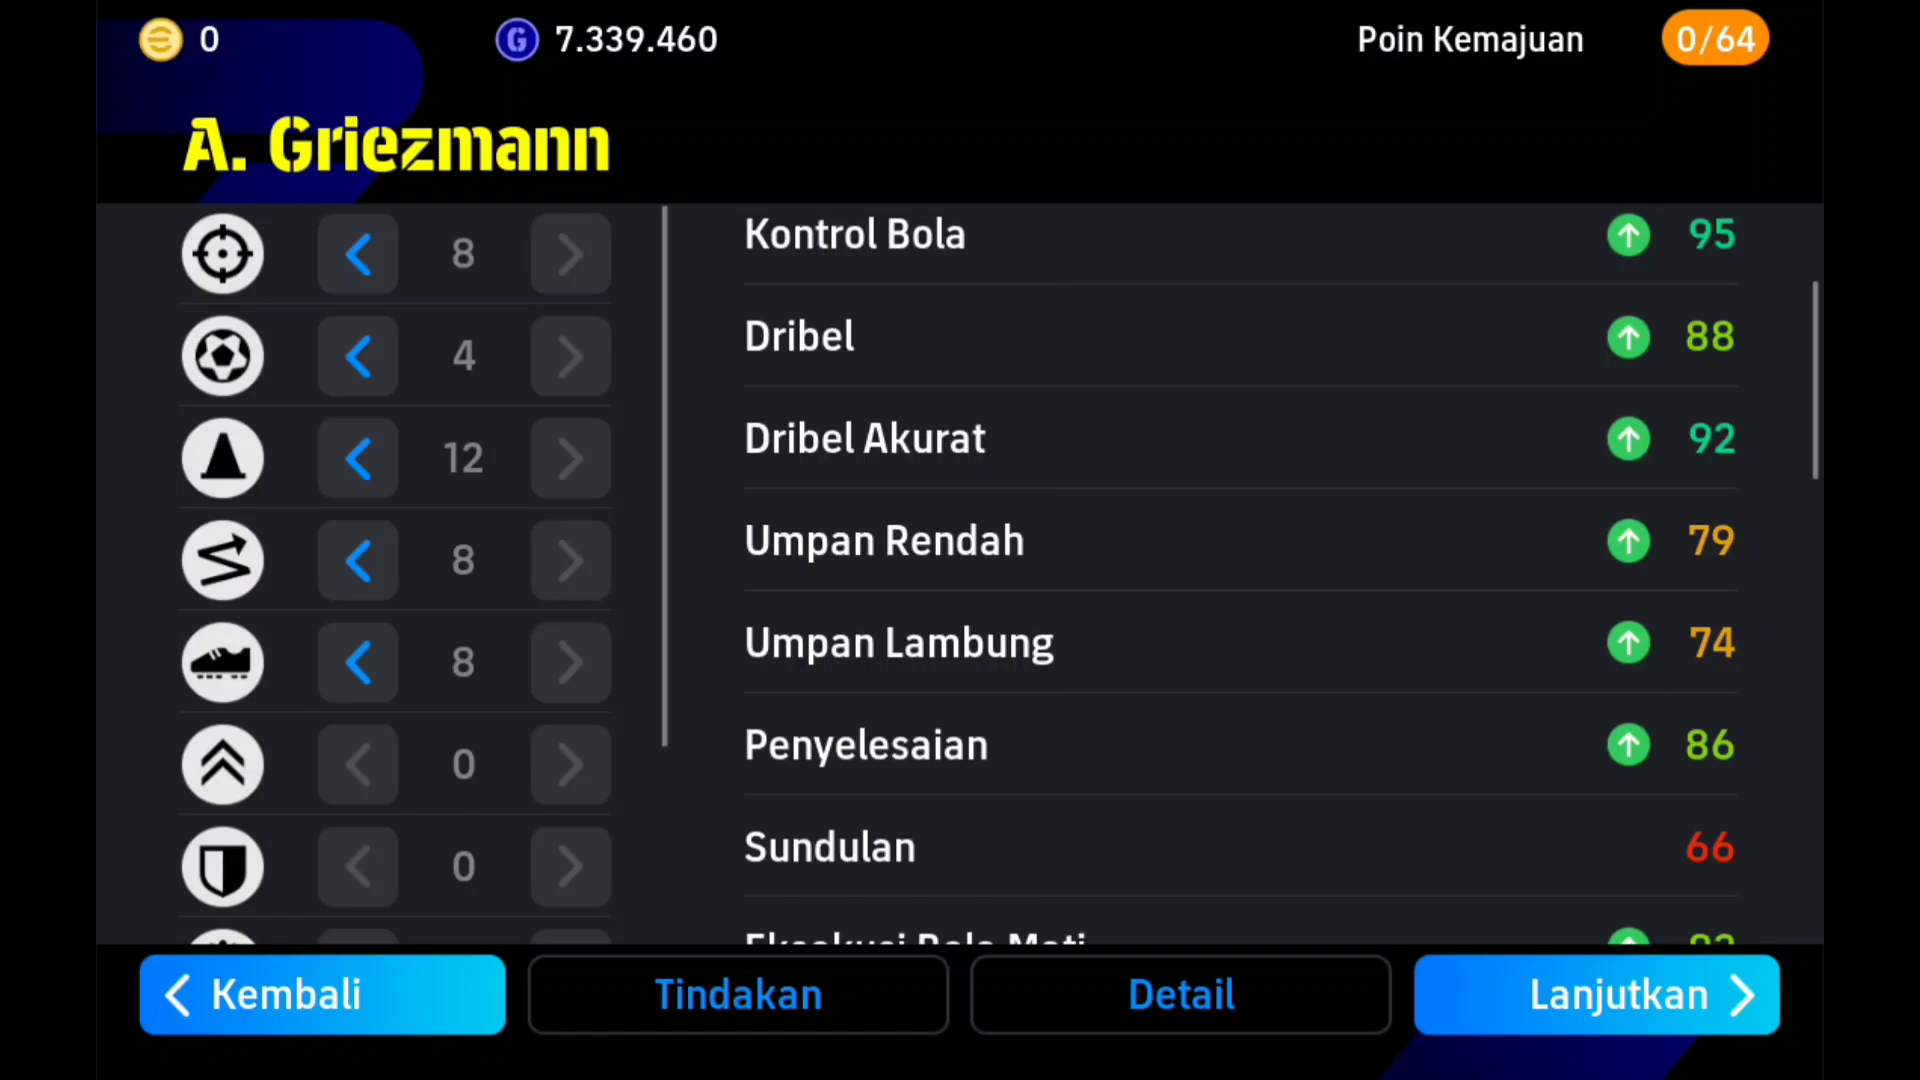 0
G 7.339.460
Poin Kemajuan 0/64
A. Griezmann
8
4
12
8
8
0
0
Kontrol Bola 95
Dribel 88
Dribel Akurat 92
Umpan Rendah 79
Umpan Lambung 74
Penyelesaian 86
Sundulan 66
Kembali
Tindakan
Detail
Lanjutkan